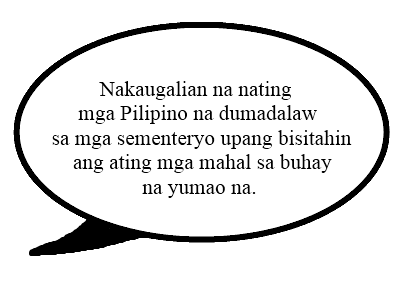 Nakaugalian na nating
mga Pilipino na dumadalaw
sa mga sementeryo upang bisitahin
ang ating mga mahal sa buhay
na yumao na.